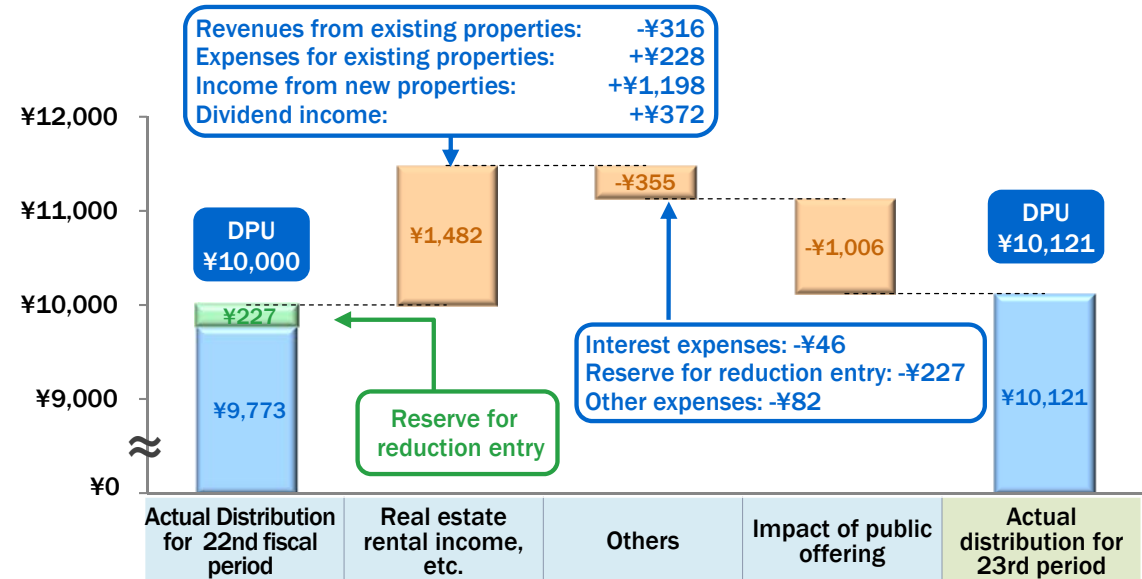 Revenues from existing properties: -¥316
Expenses for existing properties: +¥228
Income from new properties: +¥1,198
Dividend income: +¥372
¥12,000
¥11,000
¥10,000
¥9,000
¥0
DPU
¥10,000
¥227
¥9,773
¥1,482
-¥355
-¥1,006
DPU
¥10,121
¥10,121
Reserve for
reduction entry
Interest expenses: -¥46
Reserve for reduction entry: -¥227
Other expenses: -¥82
Actual Distribution
for 22nd fiscal
period
Real estate
rental income,
etc.
Others
Impact of public
offering
Actual
distribution for
23rd period